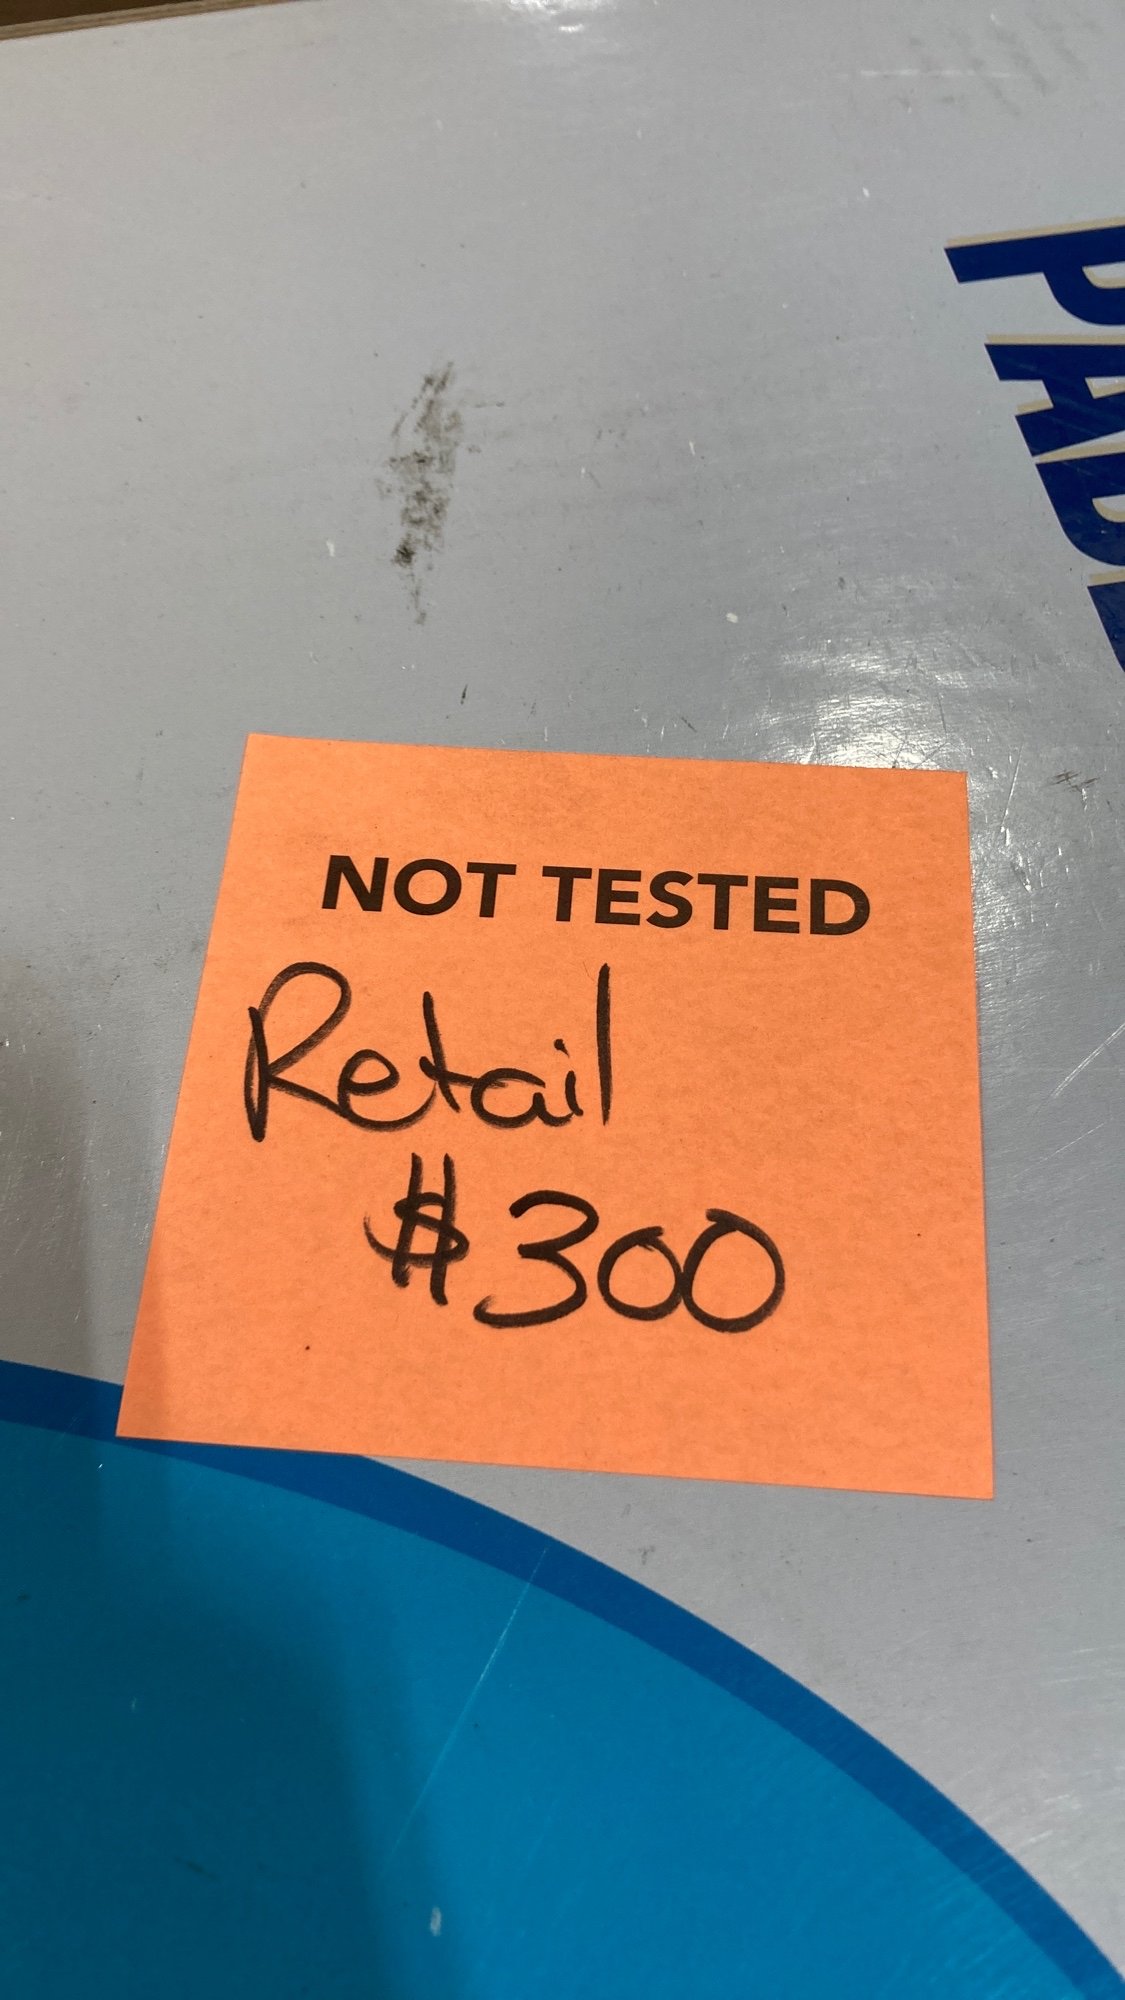 NOT TESTED
Retail
$300